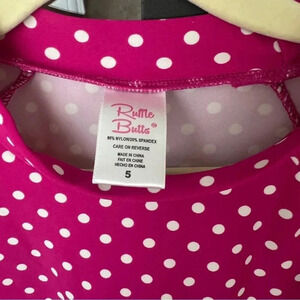 Ruffle
Butts
80% NYLON/20% SPANDEX
CARE ON REVERSE
MADE IN CHINA
FAIT EN CHINE
HECHO EN CHINA
5